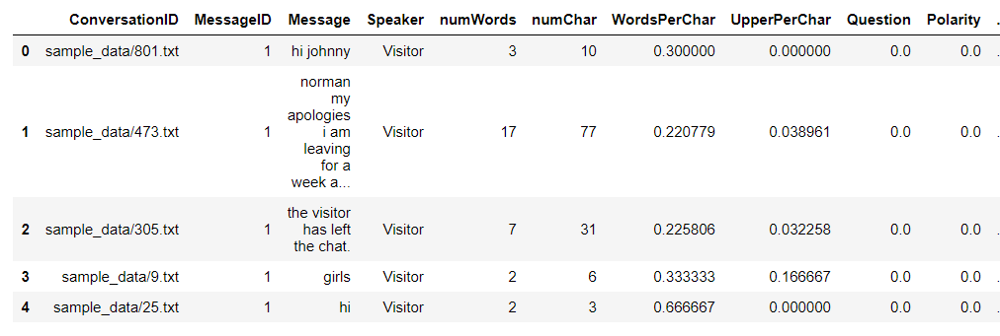 ConversationID MessageID Message Speaker numWords numChar WordsPerChar UpperPerChar Question Polarity .
0 sample_data/801.txt 1 hi johnny Visitor 3 10 0.300000 0.000000 0.0 0.0 .
norman
my
apologies
i am
1 sample_data/473.txt 1 leaving Visitor 17 77 0.220779 0.038961 0.0 0.0 .
for a
week a...
the visitor
2 sample_data/305.txt 1 has left Visitor 7 31 0.225806 0.032258 0.0 0.0 .
the chat.
3 sample_data/9.txt 1 girls Visitor 2 6 0.333333 0.166667 0.0 0.0 .
4 sample_data/25.txt 1 hi Visitor 2 3 0.666667 0.000000 0.0 0.0 .